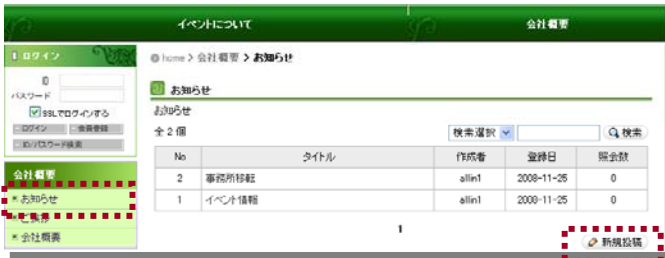 イベントについて
会社概要
ログイン
home > 会社概要 > お知らせ
ID
パスワード
SSLでログインする
ログイン
会員登録
ID/パスワード検索
お知らせ
お知らせ
全 2 個
検索選択
検索
No タイトル 作成者 登録日 照会数
2 事務所移転 allin1 2008-11-25 0
1 イベント情報 allin1 2008-11-25 0
会社概要
お知らせ
ご挨拶
会社概要
1
新規投稿